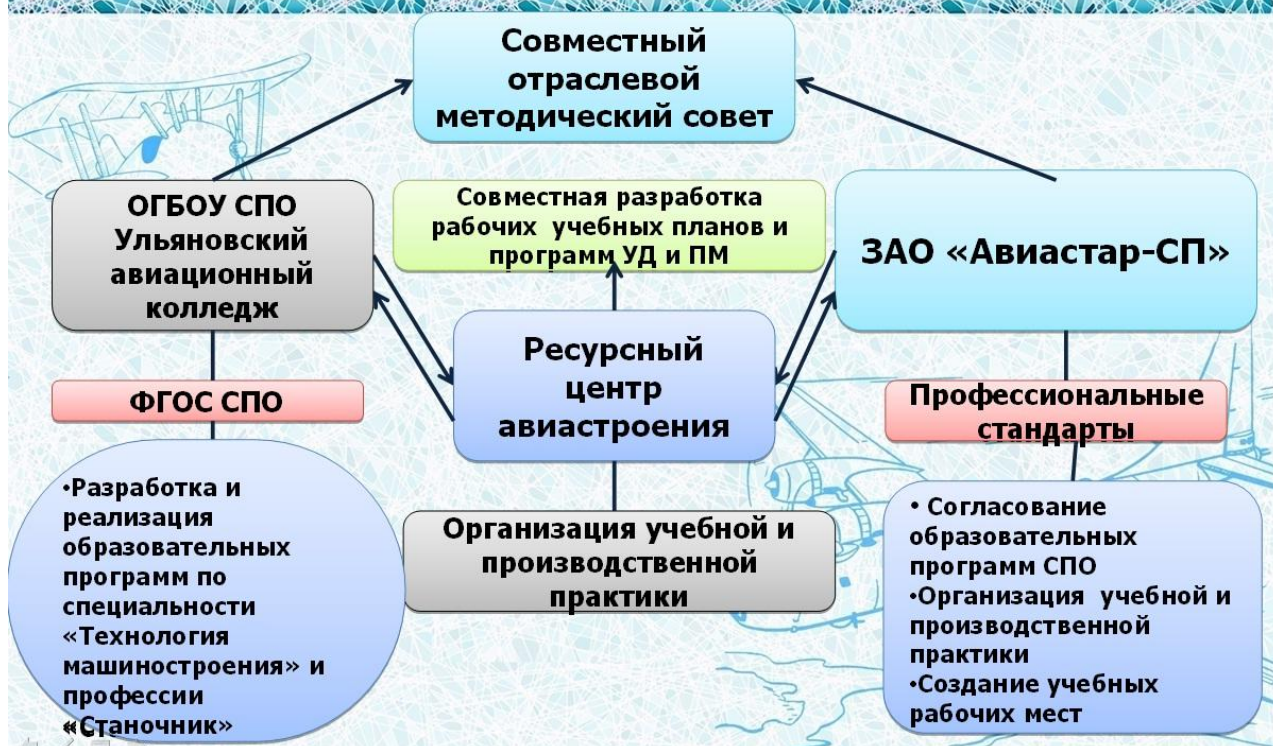 Совместный
отраслевой
методический совет
ОГБОУ СПО
Ульяновский
авиационный
колледж
Совместная разработка
рабочих учебных планов и
программ УД и ПМ
ЗАО «Авиастар-СП»
Ресурсный
центр
авиастроения
ФГОС СПО
Профессиональные
стандарты
•Разработка и
реализация
образовательных
программ по
специальности
«Технология
машиностроения» и
профессии
«Станочник»
Организация учебной и
производственной
практики
• Согласование
образовательных
программ СПО
•Организация учебной и
производственной
практики
•Создание учебных
рабочих мест